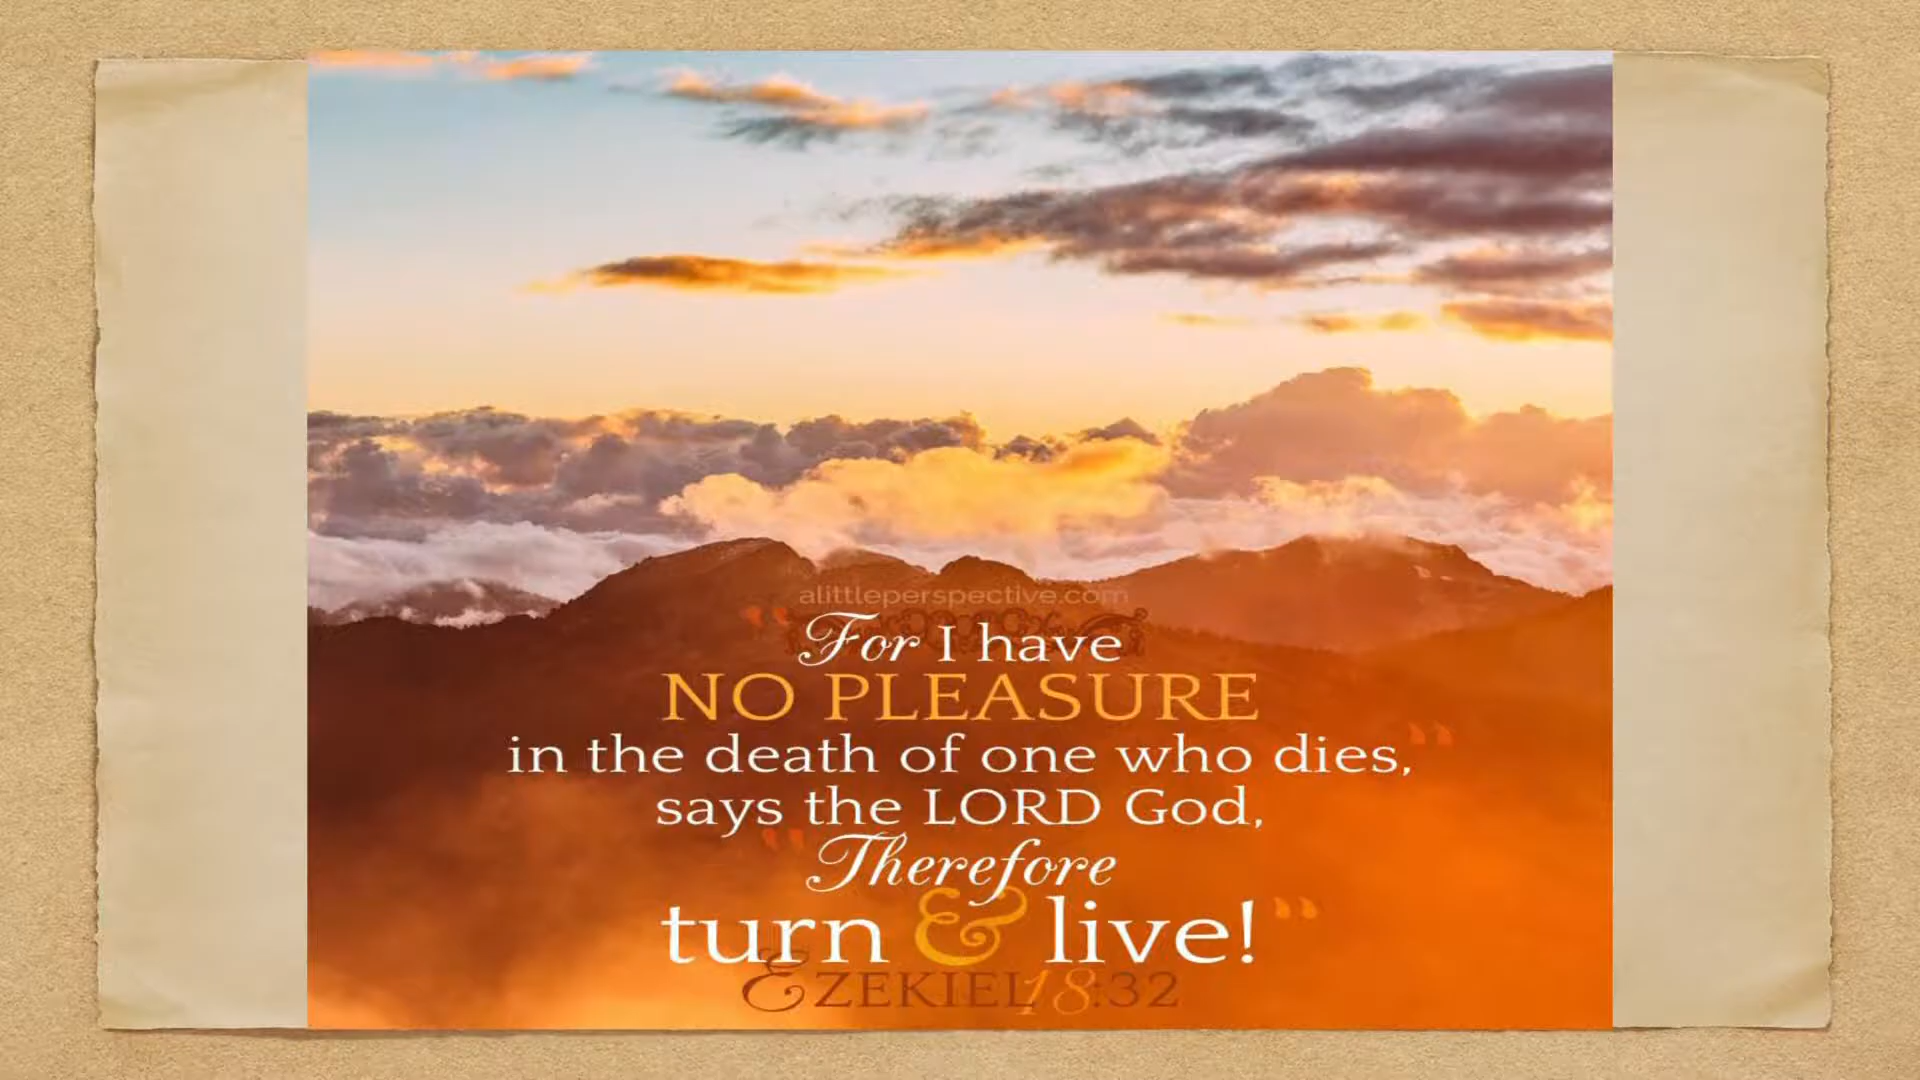 alittleperspective.com
“For I have
NO PLEASURE
in the death of one who dies,”
says the LORD God,
“Therefore
turn & live!”
EZEKIEL 18:32